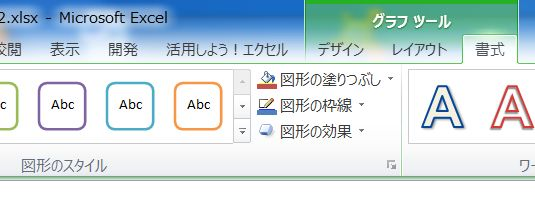 2.xlsx - Microsoft Excel
グラフ ツール
校閲 表示 開発 活用しよう！エクセル デザイン レイアウト 書式
Abc Abc Abc
図形の塗りつぶし
図形の枠線
図形の効果
A A
図形のスタイル